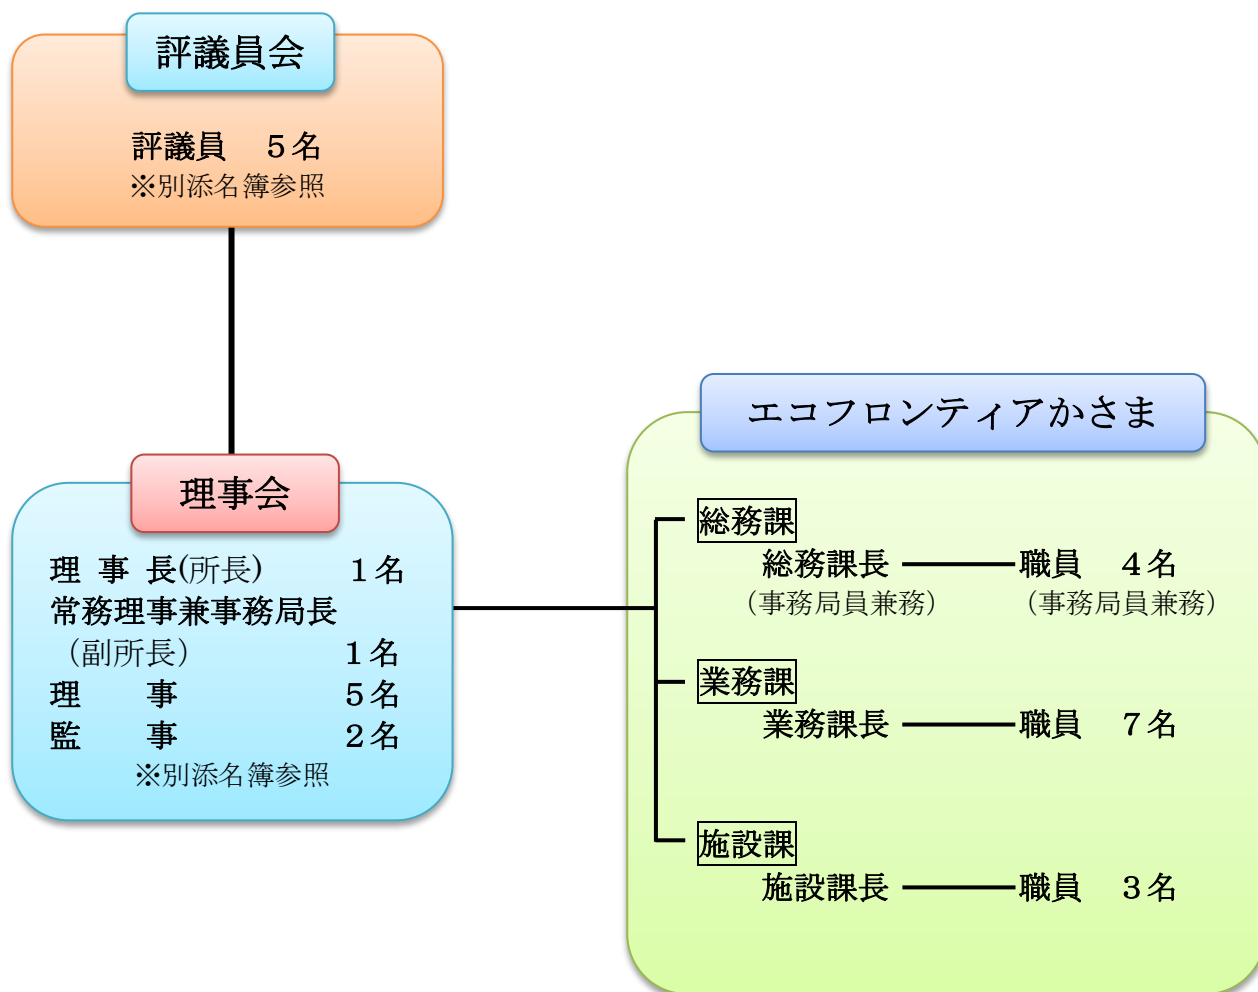 評議員会
評議員　５名
※別添名簿参照
理事会
理 事 長(所長)　　１名
常務理事兼事務局長
（副所長）　　１名
理　　事　　５名
監　　事　　２名
※別添名簿参照
エコフロンティアかさま
総務課
総務課長　職員　４名
（事務局員兼務）　（事務局員兼務）
業務課
業務課長　職員　７名
施設課
施設課長　職員　３名